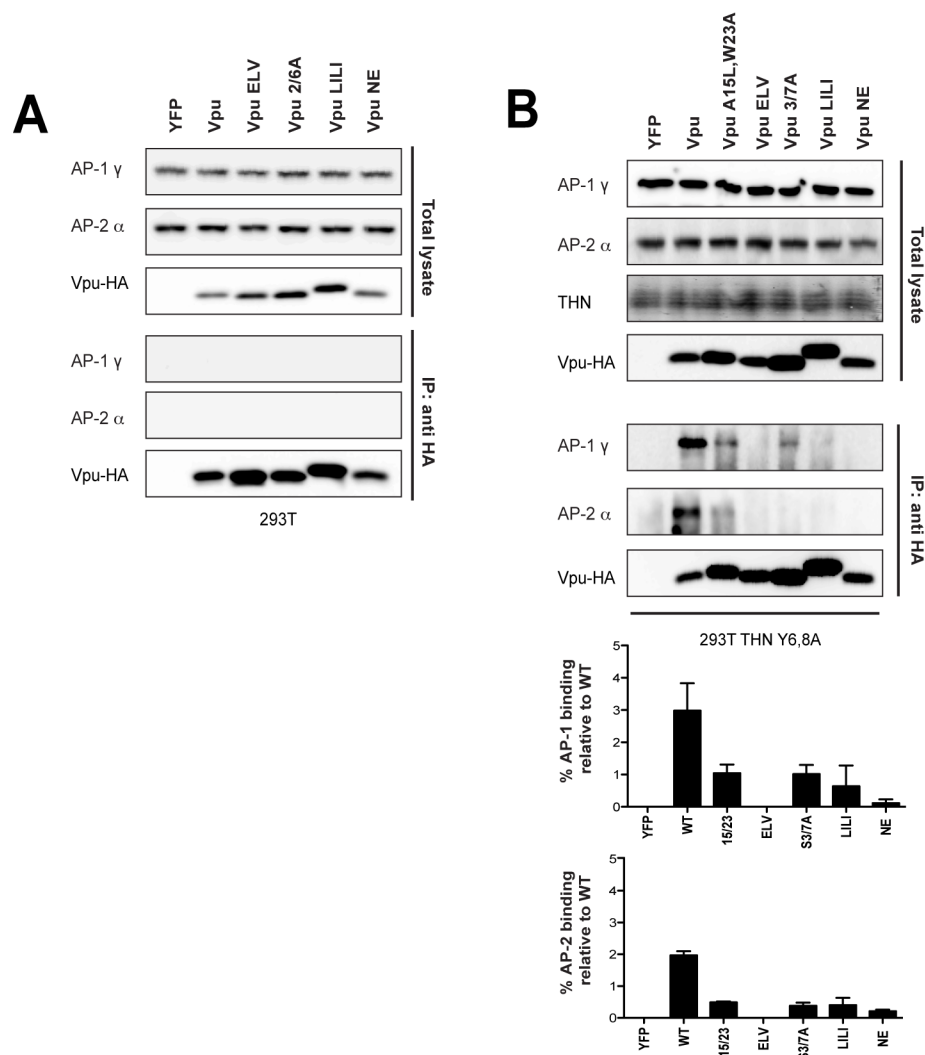 A
YFP
Vpu
Vpu ELV
Vpu 2/6A
Vpu LILI
Vpu NE
AP-1 γ
AP-2 α
Vpu-HA
Total lysate
AP-1 γ
AP-2 α
Vpu-HA
IP: anti HA
293T
B
YFP
Vpu
Vpu A15L,W23A
Vpu ELV
Vpu 3/7A
Vpu LILI
Vpu NE
AP-1 γ
AP-2 α
THN
Vpu-HA
Total lysate
AP-1 γ
AP-2 α
Vpu-HA
IP: anti HA
293T THN Y6,8A
% AP-1 binding
relative to WT
5
4
3
2
1
0
YFP
WT
15/23
ELV
S3/7A
LILI
NE
% AP-2 binding
relative to WT
5
4
3
2
1
0
YFP
WT
15/23
ELV
S3/7A
LILI
NE